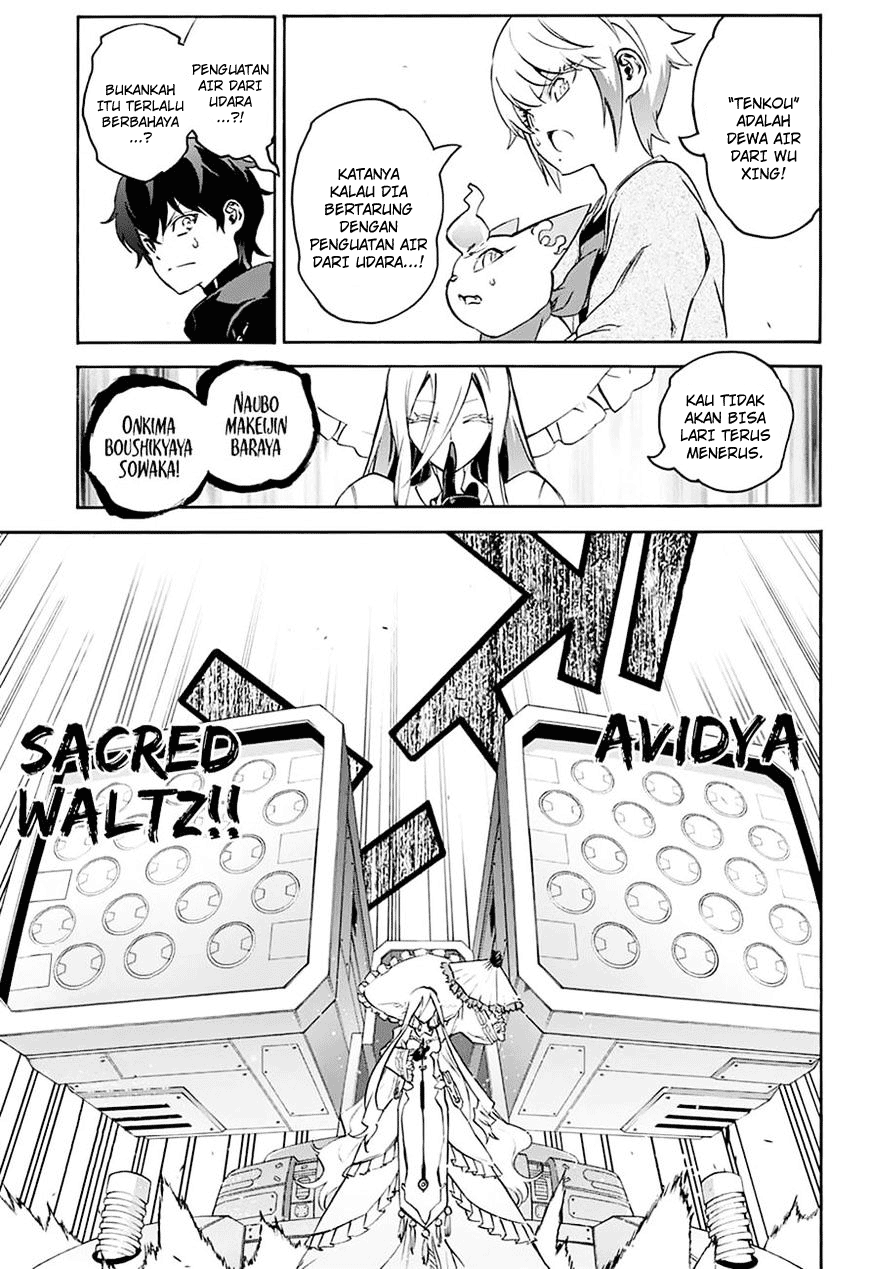 "TENKOU"
ADALAH
DEWA AIR
DARI WU
XING!
KATANYA
KALAU DIA
BERTARUNG
DENGAN
PENGUATAN AIR
DARI UDARA...!
PENGUATAN
AIR DARI
UDARA
...?!
BUKANKAH
ITU TERLALU
BERBAHAYA
...?
KAU TIDAK
AKAN BISA
LARI TERUS
MENERUS.
NAUBO
MAKEIJIN
BARAYA
ONKIMA
BOUSHIKYAYA
SOWAKA!
AVIDYA
SACRED
WALTZ!!